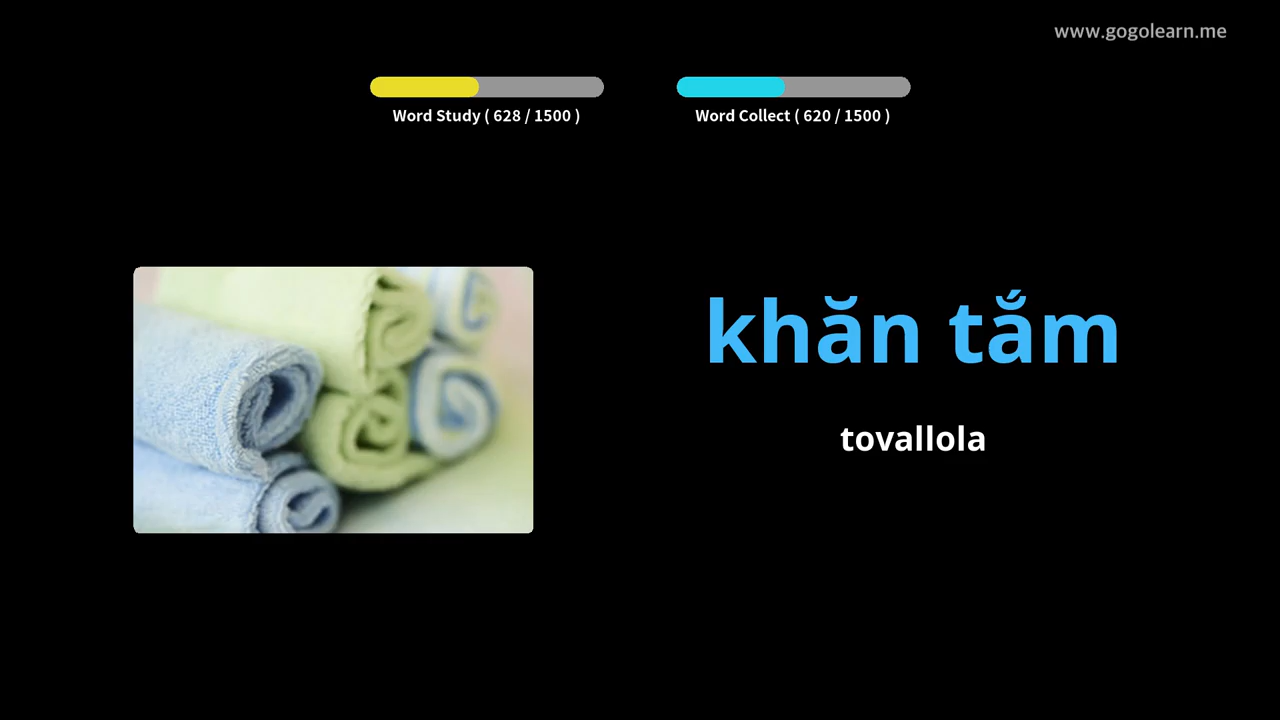 www.gogolearn.me
Word Study ( 628 / 1500 )
Word Collect ( 620 / 1500 )
khăn tắm
tovallola